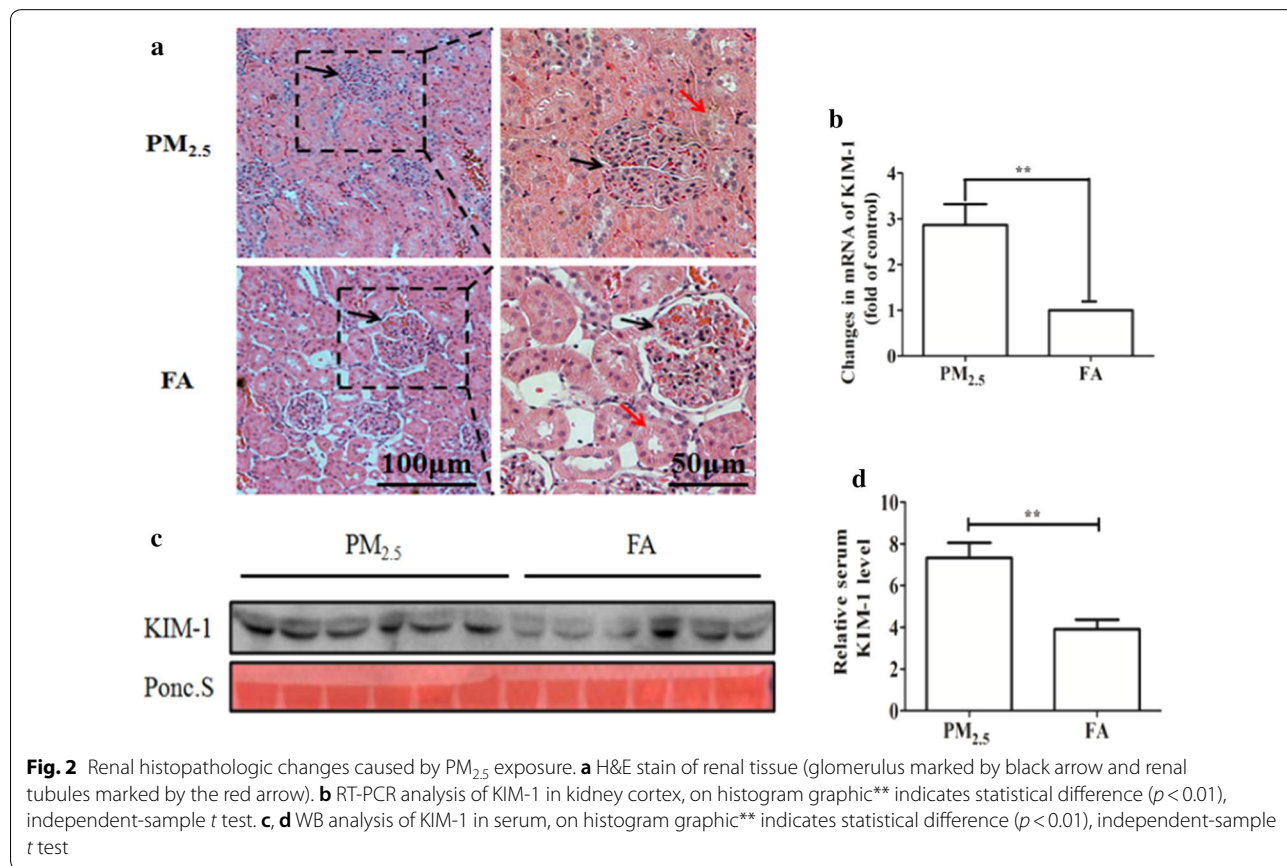 a
PM2.5
FA
100μm
50μm
b
Changes in mRNA of KIM-1
(fold of control)
4
3
2
1
0
**
PM2.5
FA
c
PM2.5
FA
KIM-1
Ponc.S
d
Relative serum
KIM-1 level
10
8
6
4
2
0
**
PM2.5
FA
Fig. 2 Renal histopathologic changes caused by PM2.5 exposure. a H&E stain of renal tissue (glomerulus marked by black arrow and renal
tubules marked by the red arrow). b RT-PCR analysis of KIM-1 in kidney cortex, on histogram graphic** indicates statistical difference (p < 0.01),
independent-sample t test. c, d WB analysis of KIM-1 in serum, on histogram graphic** indicates statistical difference (p < 0.01), independent-sample
t test